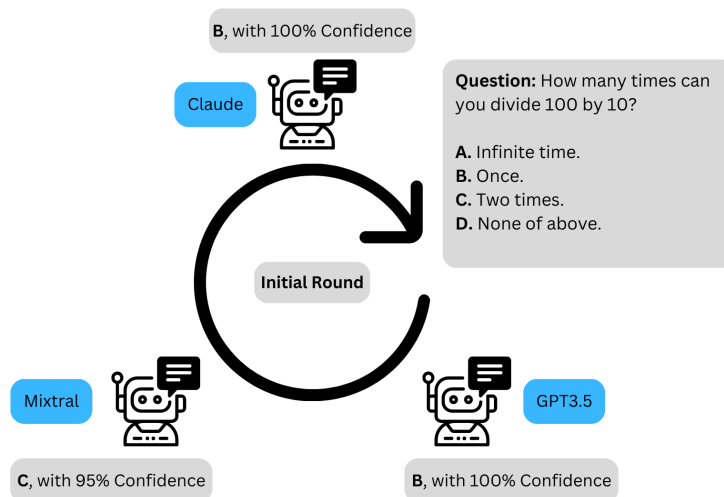 B, with 100% Confidence
Claude
Question: How many times can
you divide 100 by 10?
A. Infinite time.
B. Once.
C. Two times.
D. None of above.
Initial Round
Mixtral
GPT3.5
C, with 95% Confidence
B, with 100% Confidence